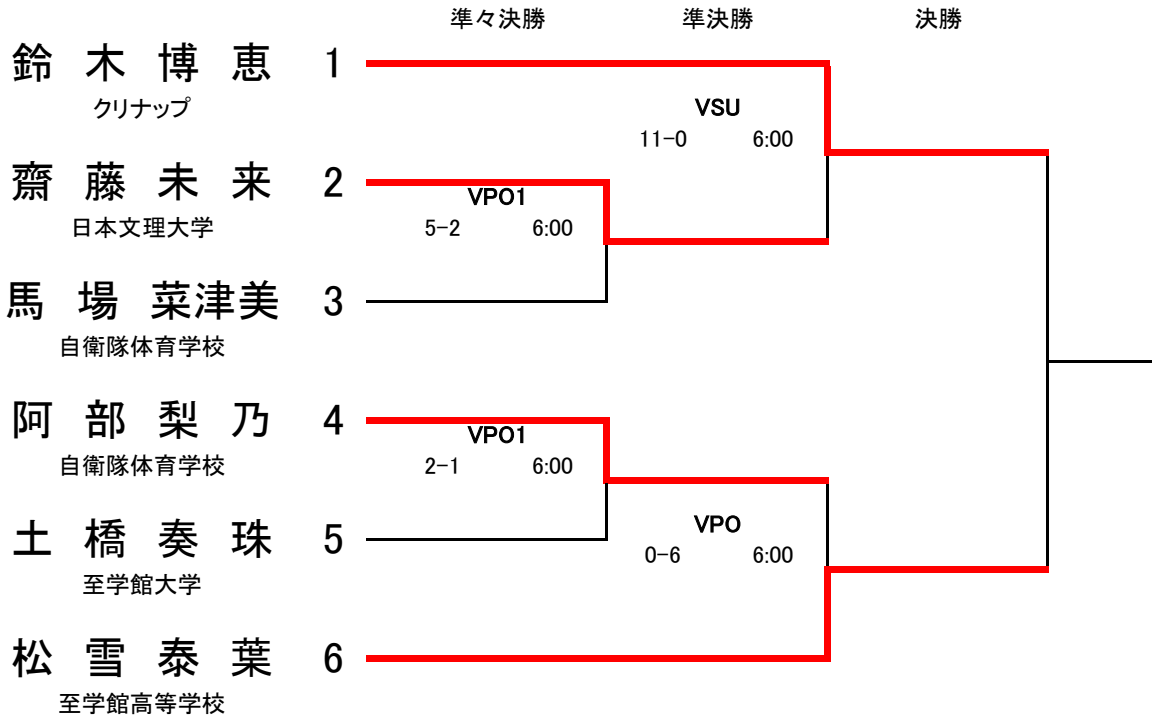 準々決勝 準決勝 決勝
鈴木博恵 1
クリナップ
VSU
11-0 6:00
齋藤未来 2
VPO1
日本文理大学
5-2 6:00
馬場菜津美 3
自衛隊体育学校
阿部梨乃 4
VPO1
自衛隊体育学校
2-1 6:00
土橋奏珠 5
VPO
0-6 6:00
至学館大学
松雪泰葉 6
至学館高等学校